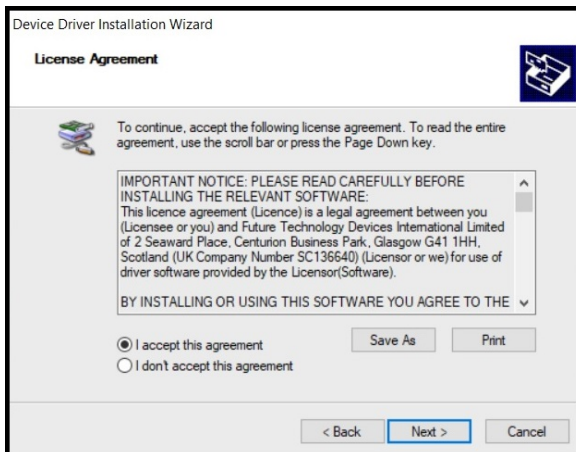 Device Driver Installation Wizard
License Agreement
To continue, accept the following license agreement. To read the entire
agreement, use the scroll bar or press the Page Down key.
IMPORTANT NOTICE: PLEASE READ CAREFULLY BEFORE
INSTALLING THE RELEVANT SOFTWARE:
This licence agreement (Licence) is a legal agreement between you
(Licensee or you) and Future Technology Devices International Limited
of 2 Seaward Place, Centurion Business Park, Glasgow G41 1HH,
Scotland (UK Company Number SC136640) (Licensor or we) for use of
driver software provided by the Licensor(Software).
BY INSTALLING OR USING THIS SOFTWARE YOU AGREE TO THE
I accept this agreement
Save As
Print
I don't accept this agreement
< Back
Next >
Cancel